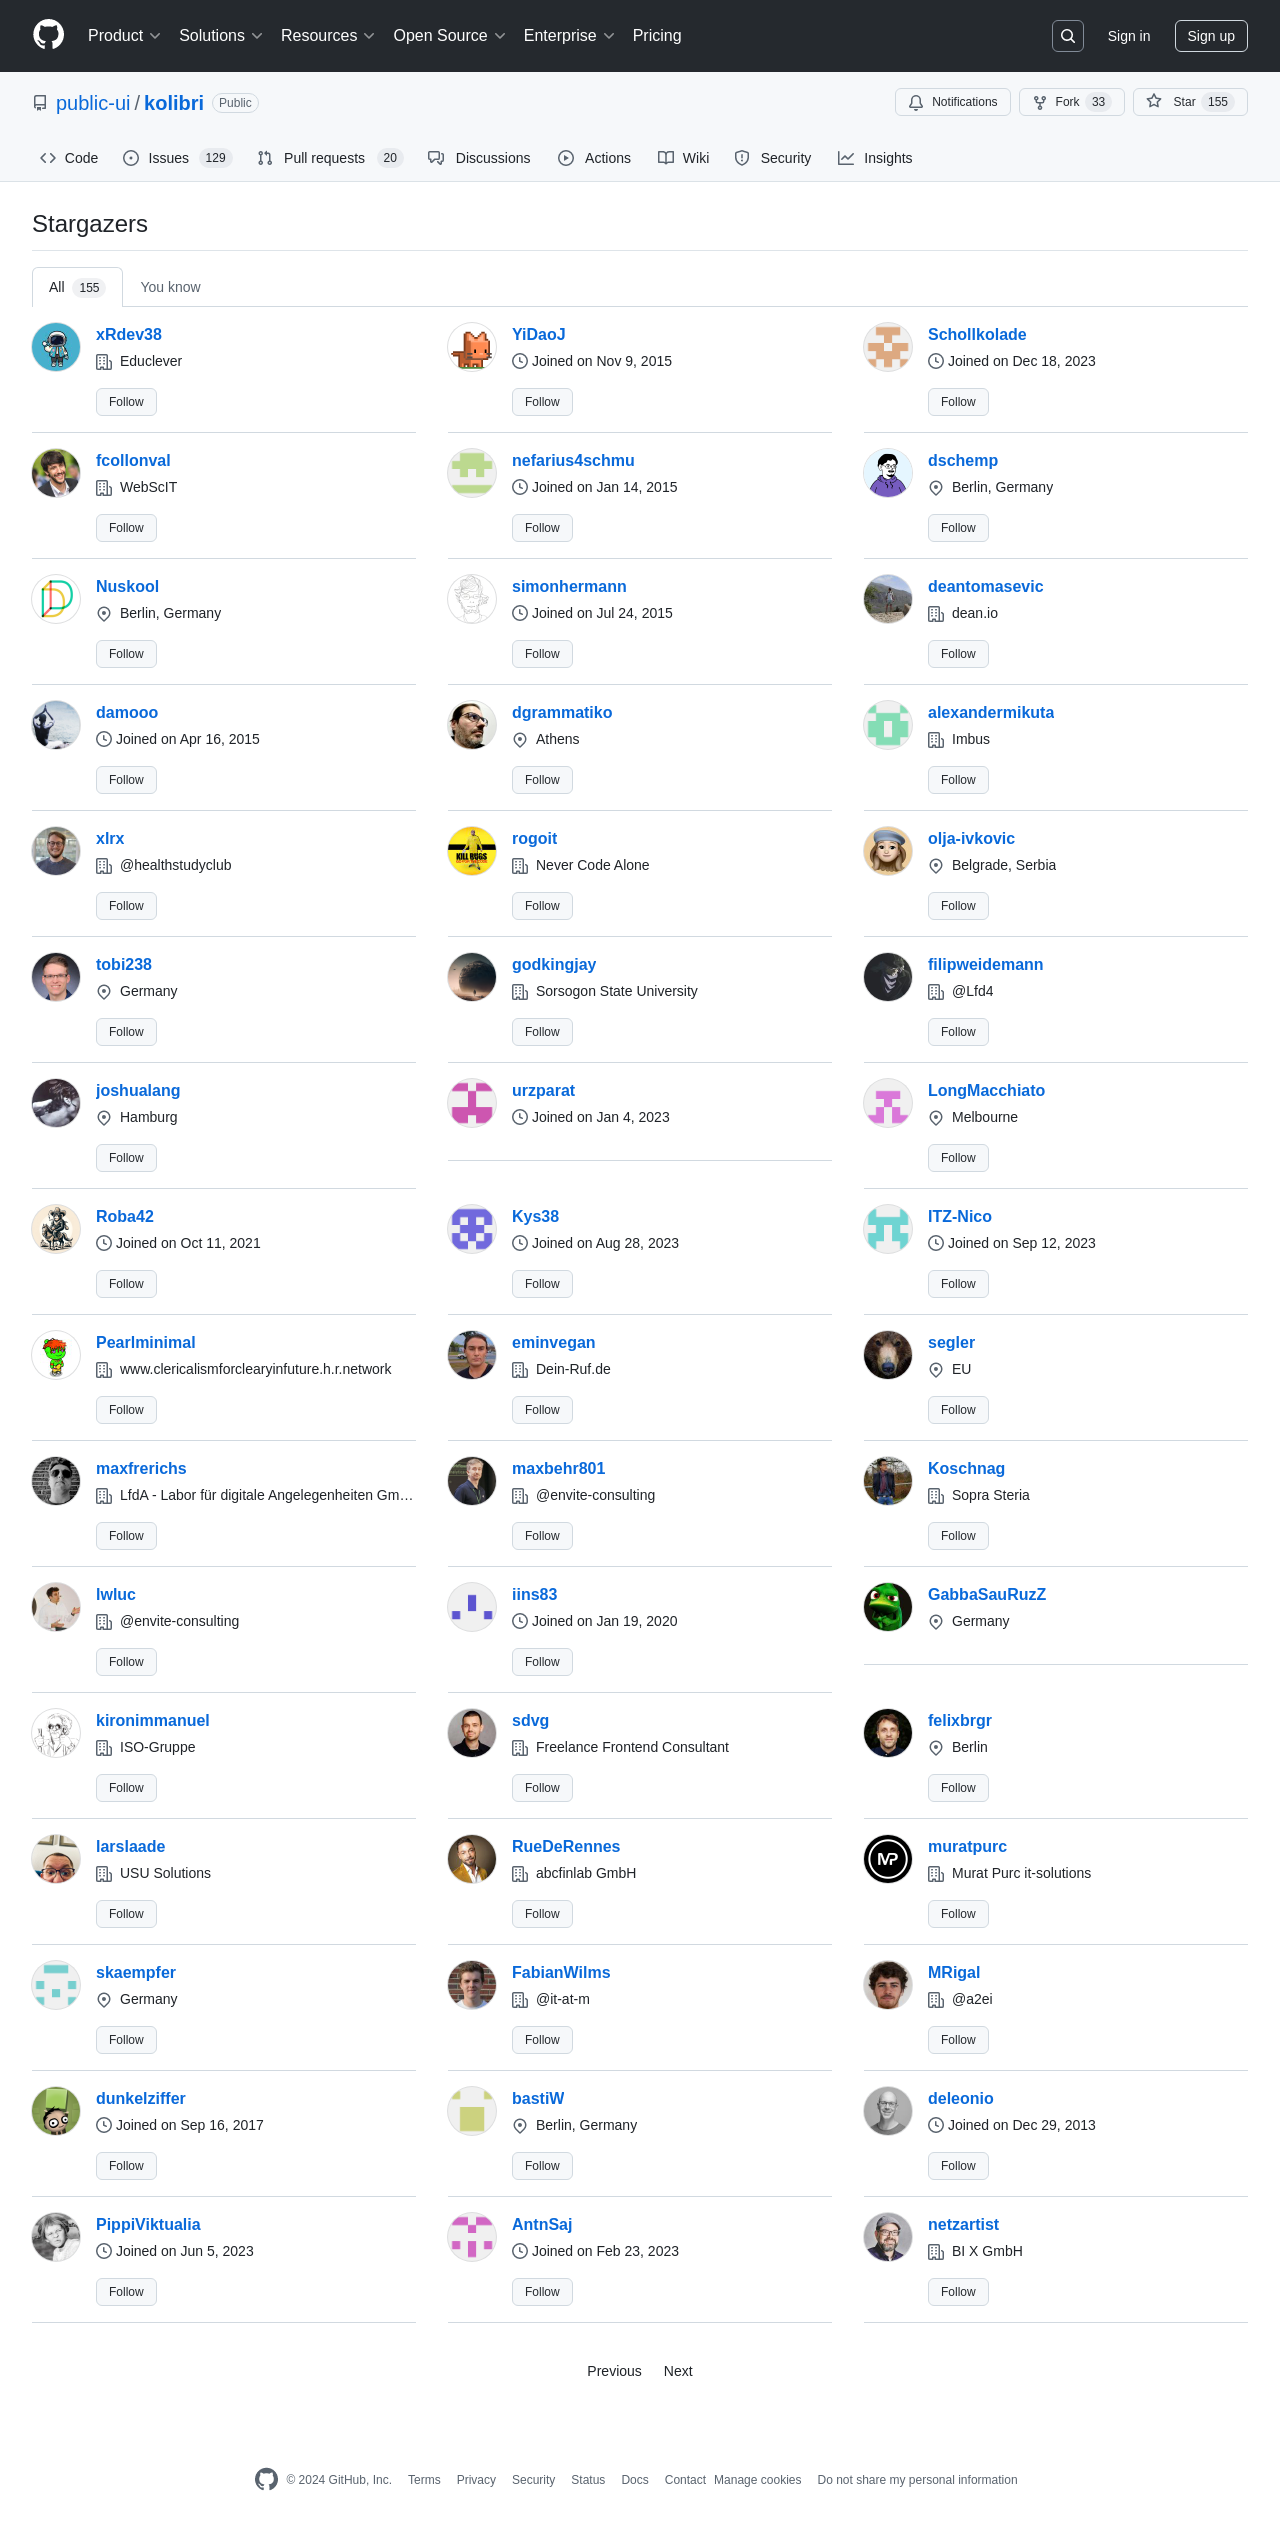 Product Solutions Resources Open Source Enterprise Pricing Sign in Sign up
public-ui / kolibri Public Notifications Fork 33 Star 155
Code Issues 129 Pull requests 20 Discussions Actions Wiki Security Insights
Stargazers
All 155 You know
xRdev38 YiDaoJ Schollkolade
Educlever Joined on Nov 9, 2015 Joined on Dec 18, 2023
Follow Follow Follow
fcollonval nefarius4schmu dschemp
WebScIT Joined on Jan 14, 2015 Berlin, Germany
Follow Follow Follow
Nuskool simonhermann deantomasevic
Berlin, Germany Joined on Jul 24, 2015 dean.io
Follow Follow Follow
damooo dgrammatiko alexandermikuta
Joined on Apr 16, 2015 Athens Imbus
Follow Follow Follow
xlrx rogoit olja-ivkovic
@healthstudyclub KILL BUGS Never Code Alone Belgrade, Serbia
Follow Follow Follow
tobi238 godkingjay filipweidemann
Germany Sorsogon State University @Lfd4
Follow Follow Follow
joshualang urzparat LongMacchiato
Hamburg Joined on Jan 4, 2023 Melbourne
Follow Follow
Roba42 Kys38 ITZ-Nico
Joined on Oct 11, 2021 Joined on Aug 28, 2023 Joined on Sep 12, 2023
Follow Follow Follow
Pearlminimal eminvegan segler
www.clericalismforclearyinfuture.h.r.network Dein-Ruf.de EU
Follow Follow Follow
maxfrerichs maxbehr801 Koschnag
LfdA - Labor für digitale Angelegenheiten Gm… @envite-consulting Sopra Steria
Follow Follow Follow
lwluc iins83 GabbaSauRuzZ
@envite-consulting Joined on Jan 19, 2020 Germany
Follow Follow
kironimmanuel sdvg felixbrgr
ISO-Gruppe Freelance Frontend Consultant Berlin
Follow Follow Follow
larslaade RueDeRennes muratpurc
USU Solutions abcfinlab GmbH MP Murat Purc it-solutions
Follow Follow Follow
skaempfer FabianWilms MRigal
Germany @it-at-m @a2ei
Follow Follow Follow
dunkelziffer bastiW deleonio
Joined on Sep 16, 2017 Berlin, Germany Joined on Dec 29, 2013
Follow Follow Follow
PippiViktualia AntnSaj netzartist
Joined on Jun 5, 2023 Joined on Feb 23, 2023 BI X GmbH
Follow Follow Follow
Previous Next
© 2024 GitHub, Inc. Terms Privacy Security Status Docs Contact Manage cookies Do not share my personal information